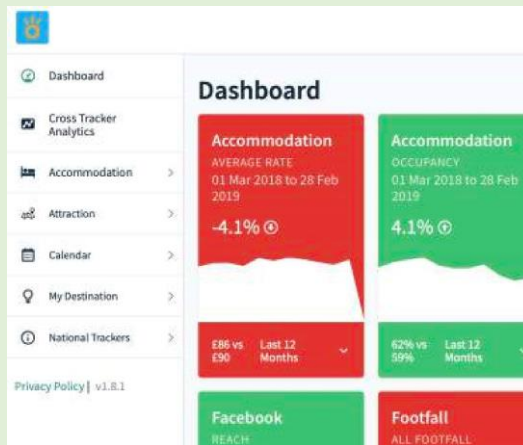 Dashboard
Cross Tracker
Analytics
Accommodation
Attraction
Calendar
My Destination
National Trackers
Privacy Policy | v1.8.1
Dashboard
Accommodation
AVERAGE RATE
01 Mar 2018 to 28 Feb
2019
-4.1%
£86 vs Last 12
£90 Months
Accommodation
OCCUPANCY
01 Mar 2018 to 28 Feb
2019
4.1%
62% vs Last 12
59% Months
Facebook
REACH
Footfall
ALL FOOTFALL